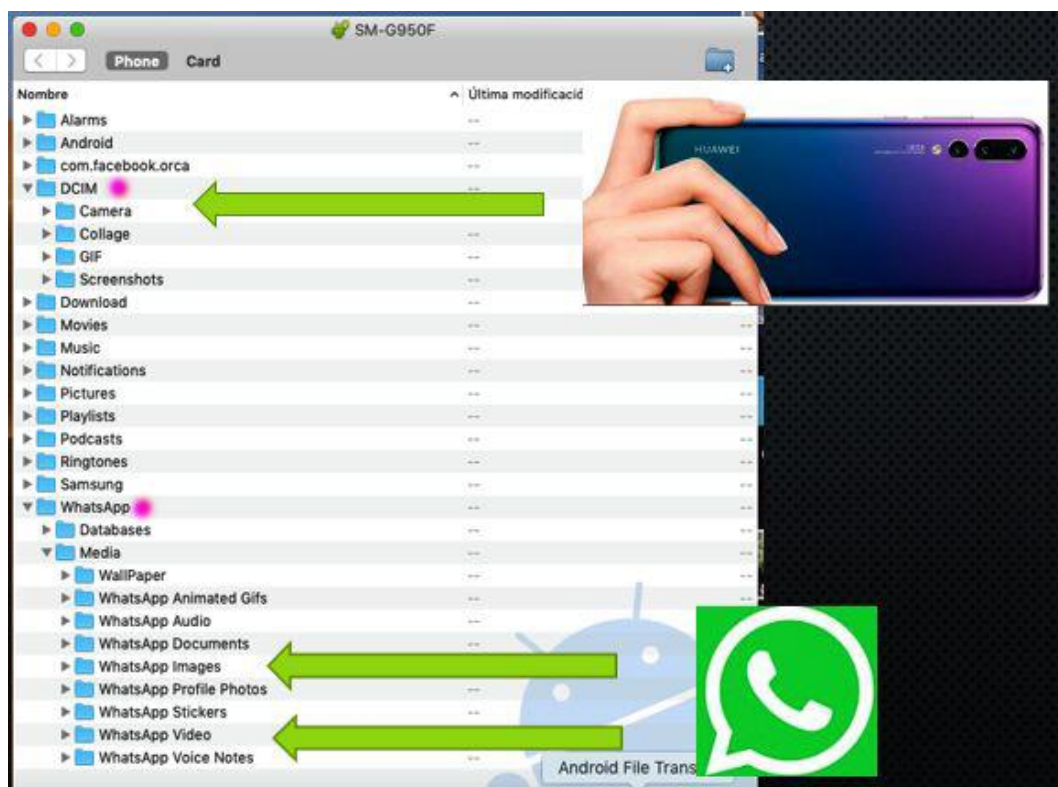 SM-G950F
Phone Card
Nombre Última modificació
Alarms --
Android --
com.facebook.orca --
DCIM --
Camera
Collage --
GIF --
Screenshots --
Download --
Movies -- --
Music -- --
Notifications -- --
Pictures -- --
Playlists -- --
Podcasts -- --
Ringtones -- --
Samsung -- --
WhatsApp -- --
Databases -- --
Media -- --
WallPaper -- --
WhatsApp Animated Gifs -- --
WhatsApp Audio --
WhatsApp Documents --
WhatsApp Images
WhatsApp Profile Photos --
WhatsApp Stickers --
WhatsApp Video
WhatsApp Voice Notes --
Android File Trans
HUAWEI